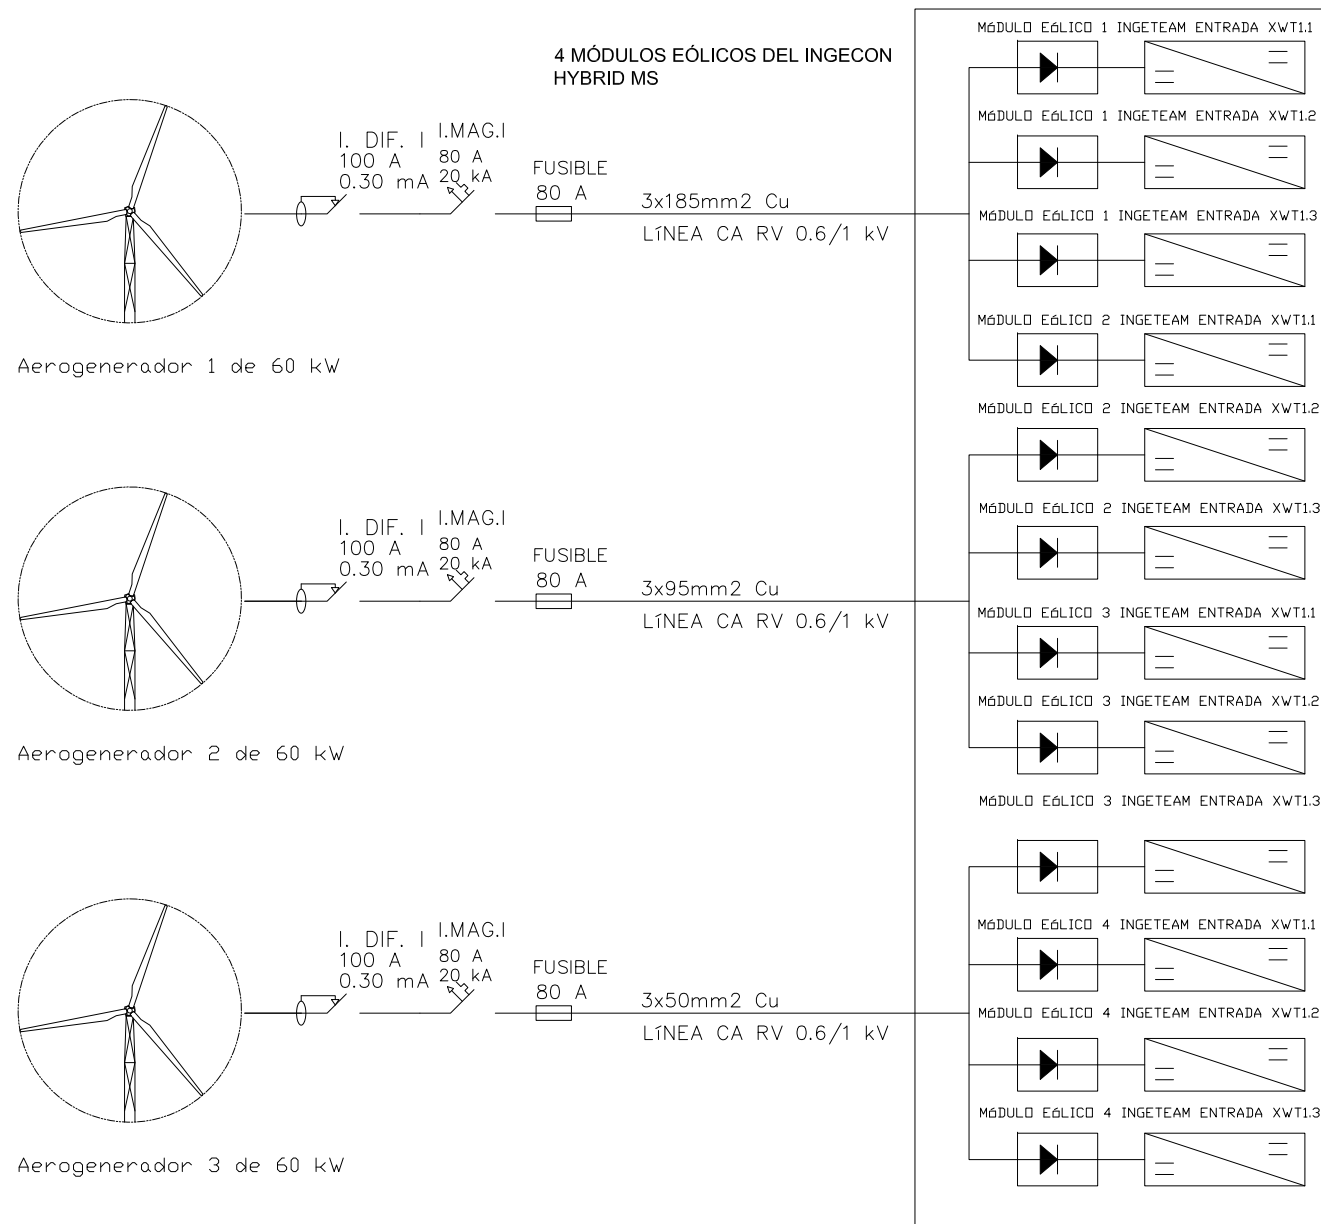 4 MÓDULOS EÓLICOS DEL INGECON
HYBRID MS
MóDULO EóLICO 1 INGETEAM ENTRADA XWT1.1
MóDULO EóLICO 1 INGETEAM ENTRADA XWT1.2
I. DIF. I
100 A
0.30 mA
I.MAG.I
80 A
20 kA
FUSIBLE
80 A
3x185mm2 Cu
LíNEA CA RV 0.6/1 kV
MóDULO EóLICO 1 INGETEAM ENTRADA XWT1.3
MóDULO EóLICO 2 INGETEAM ENTRADA XWT1.1
Aerogenerador 1 de 60 kW
MóDULO EóLICO 2 INGETEAM ENTRADA XWT1.2
MóDULO EóLICO 2 INGETEAM ENTRADA XWT1.3
I. DIF. I
100 A
0.30 mA
I.MAG.I
80 A
20 kA
FUSIBLE
80 A
3x95mm2 Cu
LíNEA CA RV 0.6/1 kV
MóDULO EóLICO 3 INGETEAM ENTRADA XWT1.1
MóDULO EóLICO 3 INGETEAM ENTRADA XWT1.2
Aerogenerador 2 de 60 kW
MóDULO EóLICO 3 INGETEAM ENTRADA XWT1.3
I. DIF. I
100 A
0.30 mA
I.MAG.I
80 A
20 kA
FUSIBLE
80 A
3x50mm2 Cu
LíNEA CA RV 0.6/1 kV
MóDULO EóLICO 4 INGETEAM ENTRADA XWT1.1
MóDULO EóLICO 4 INGETEAM ENTRADA XWT1.2
MóDULO EóLICO 4 INGETEAM ENTRADA XWT1.3
Aerogenerador 3 de 60 kW